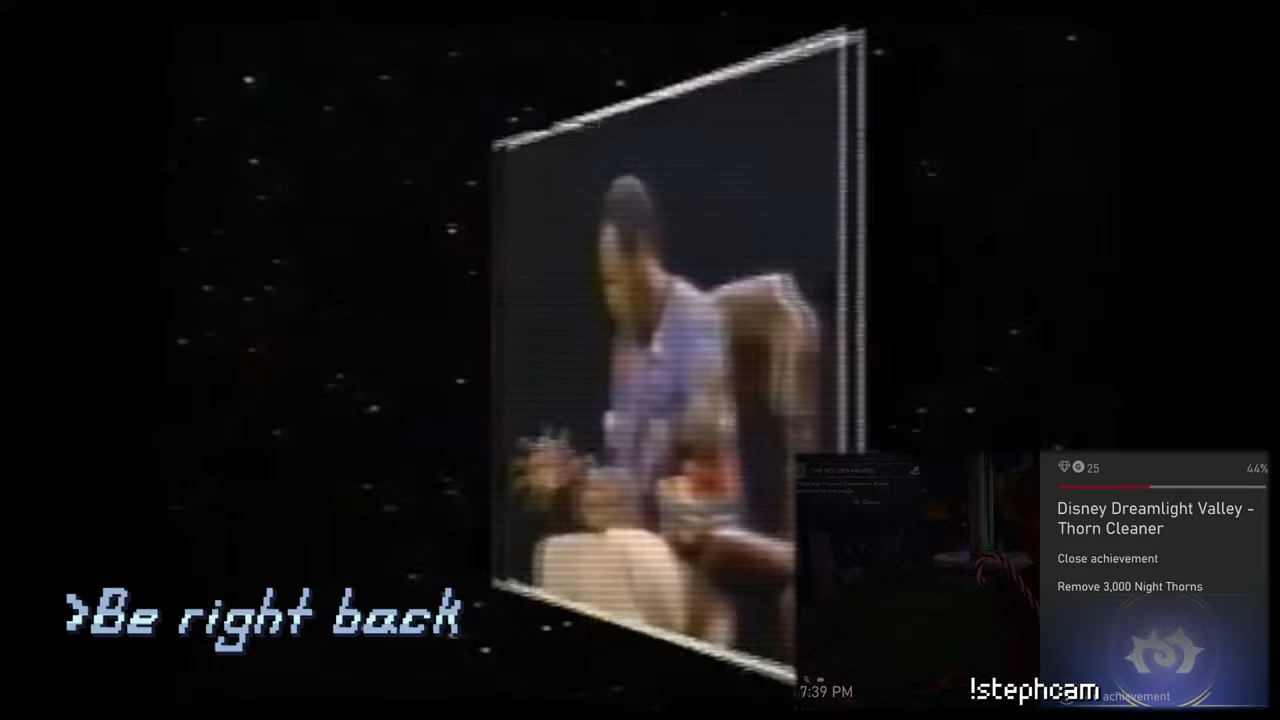 >Be right back
25
44%
Disney Dreamlight Valley -
Thorn Cleaner
Close achievement
Remove 3,000 Night Thorns
7:39 PM
!stephcam
achievement